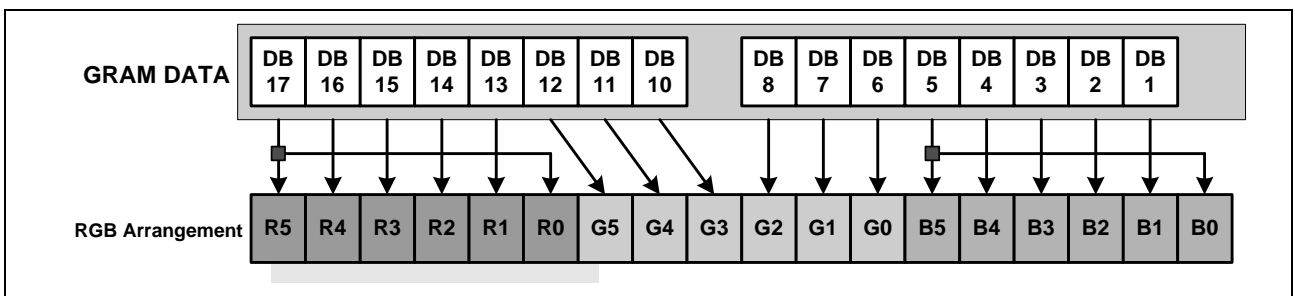 GRAM DATA
DB 17 DB 16 DB 15 DB 14 DB 13 DB 12 DB 11 DB 10 DB 8 DB 7 DB 6 DB 5 DB 4 DB 3 DB 2 DB 1
RGB Arrangement R5 R4 R3 R2 R1 R0 G5 G4 G3 G2 G1 G0 B5 B4 B3 B2 B1 B0